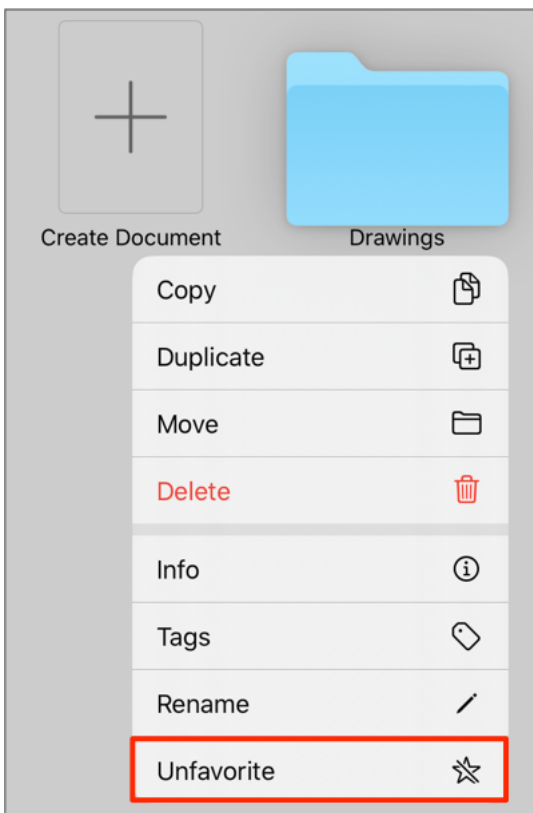 Create Document
Drawings
Copy
Duplicate
Move
Delete
Info
Tags
Rename
Unfavorite